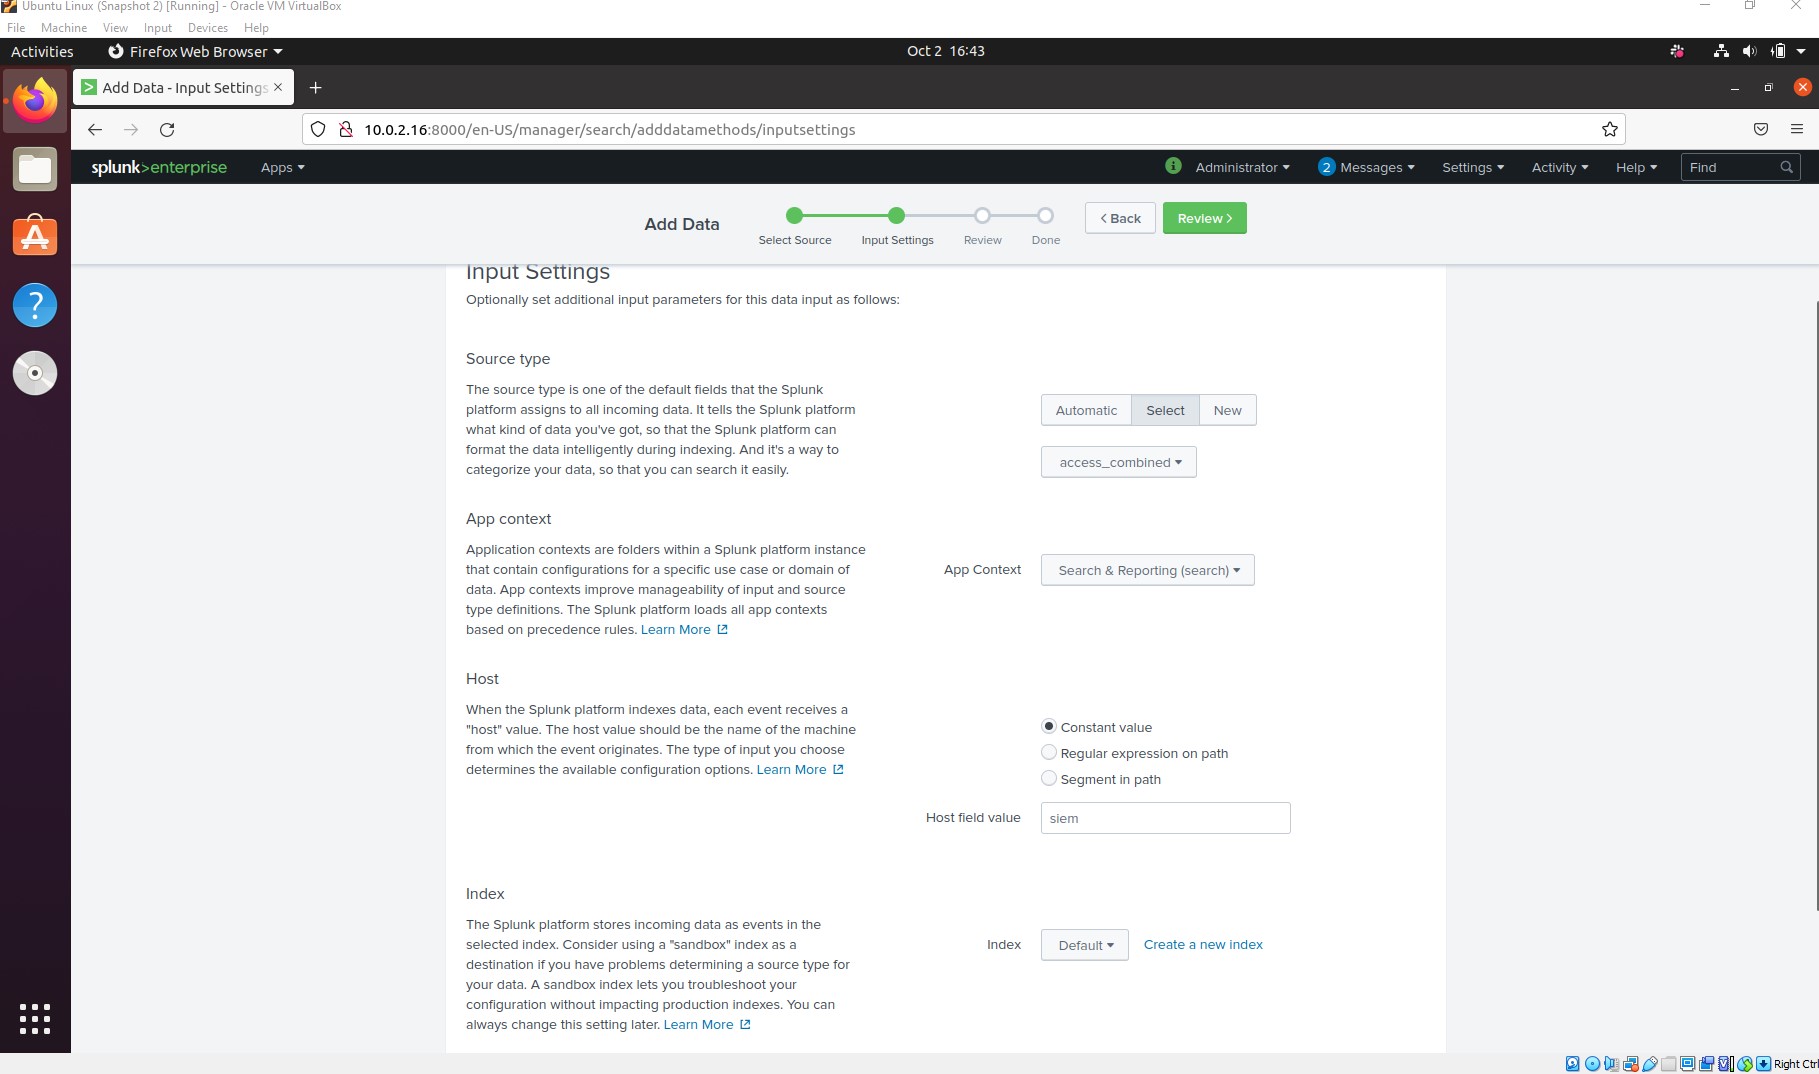 Ubuntu Linux (Snapshot 2) [Running] - Oracle VM VirtualBox
File Machine View Input Devices Help
Activities Firefox Web Browser Oct 2 16:43
Add Data - Input Settings
10.0.2.16:8000/en-US/manager/search/adddatamethods/inputsettings
splunk>enterprise Apps Administrator 2 Messages Settings Activity Help Find
Add Data < Back Review >
Select Source Input Settings Review Done
Input Settings
Optionally set additional input parameters for this data input as follows:
Source type
The source type is one of the default fields that the Splunk
platform assigns to all incoming data. It tells the Splunk platform
what kind of data you've got, so that the Splunk platform can
format the data intelligently during indexing. And it's a way to
categorize your data, so that you can search it easily.
Automatic Select New
access_combined
App context
Application contexts are folders within a Splunk platform instance
that contain configurations for a specific use case or domain of
data. App contexts improve manageability of input and source
type definitions. The Splunk platform loads all app contexts
based on precedence rules. Learn More
App Context Search & Reporting (search)
Host
When the Splunk platform indexes data, each event receives a
"host" value. The host value should be the name of the machine
from which the event originates. The type of input you choose
determines the available configuration options. Learn More
Constant value
Regular expression on path
Segment in path
Host field value siem
Index
The Splunk platform stores incoming data as events in the
selected index. Consider using a "sandbox" index as a
destination if you have problems determining a source type for
your data. A sandbox index lets you troubleshoot your
configuration without impacting production indexes. You can
always change this setting later. Learn More
Index Default Create a new index
Right Ctrl